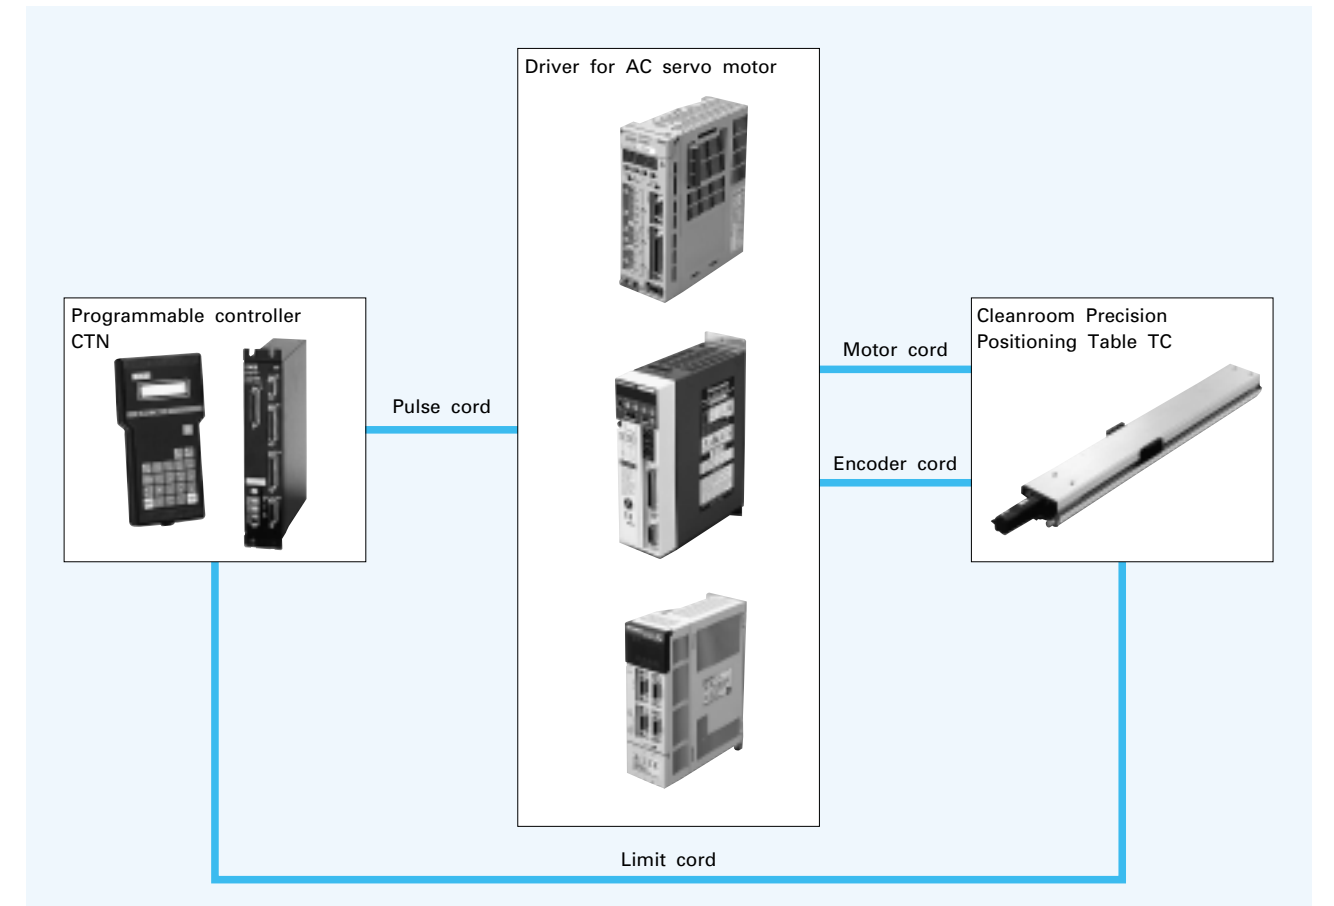 Driver for AC servo motor
Programmable controller
CTN
Pulse cord
Motor cord
Encoder cord
Cleanroom Precision
Positioning Table TC
Limit cord